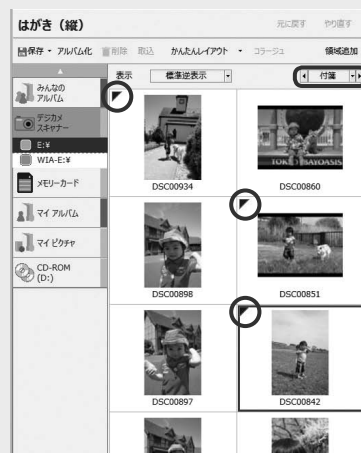 はがき（縦）
元に戻す やり直す
保存 ・ アルバム化 削除 取込 かんたんレイアウト ・ コラージュ 領域追加
表示 標準逆表示 付箋
みんなの
アルバム
デジカメ
スキャナー
E:¥
WIA-E:¥
メモリーカード
マイ アルバム
マイ ピクチャ
CD-ROM
(D:)
DSC00934 DSC00860
TOKYO BAYOASIS
DSC00898 DSC00851
DSC00897 DSC00842